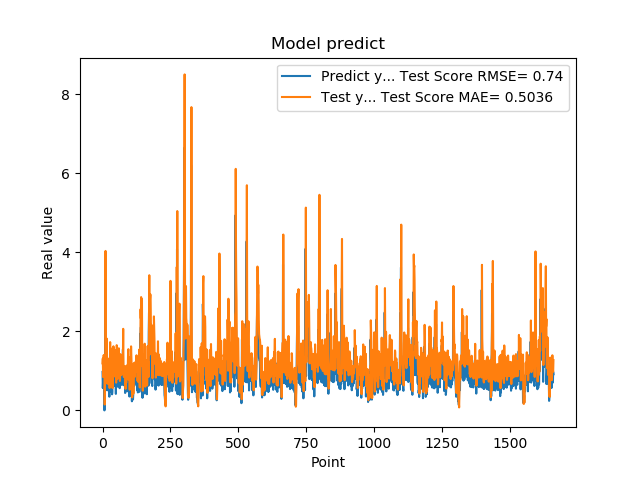 Model predict
Predict y... Test Score RMSE= 0.74
Test y... Test Score MAE= 0.5036
8
6
4
2
0
Real value
0 250 500 750 1000 1250 1500
Point